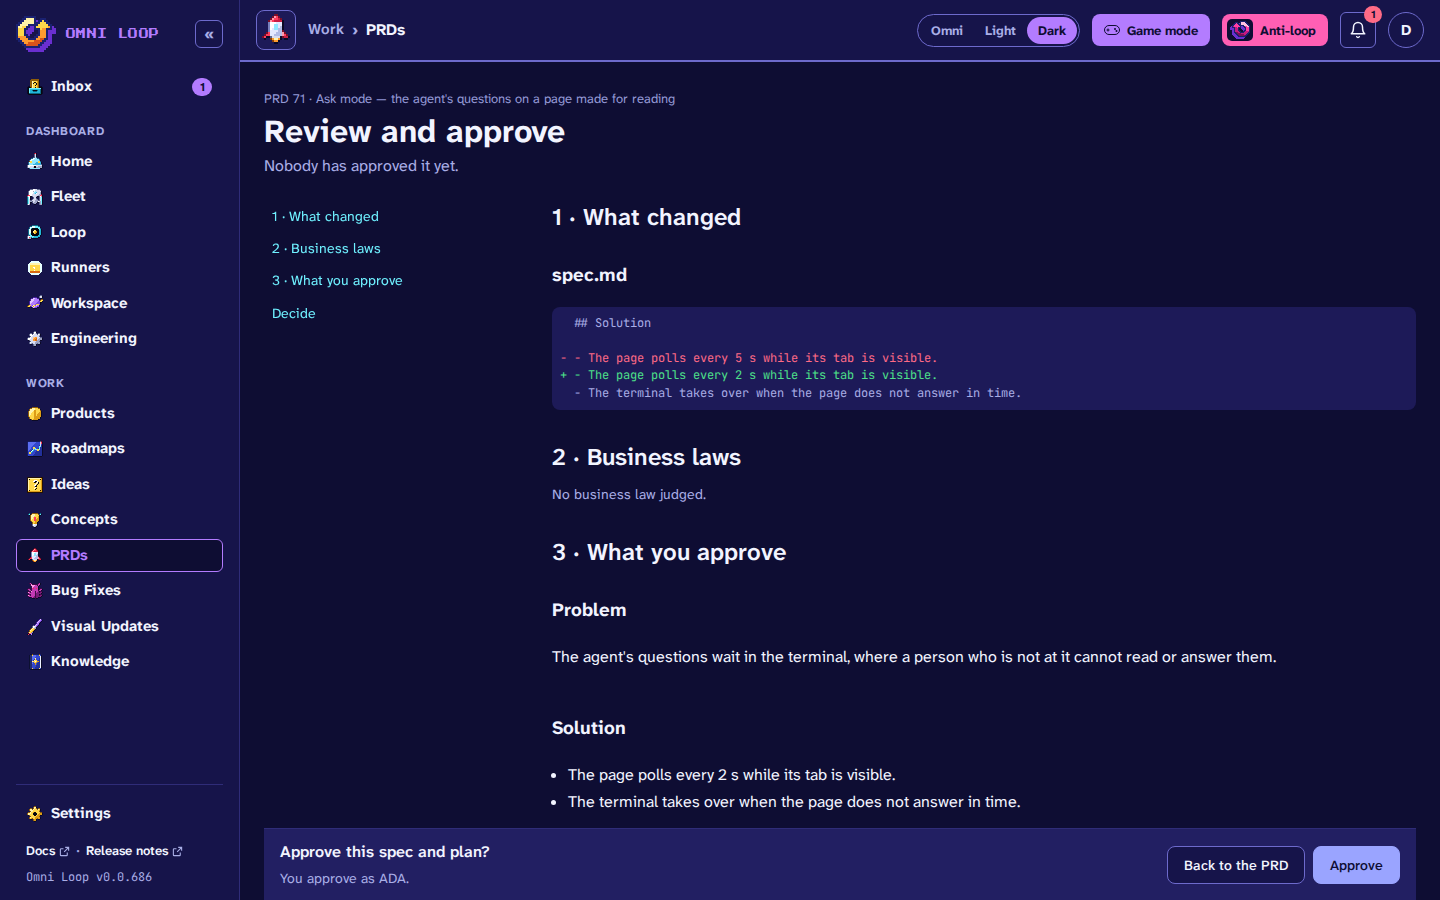 OMNI LOOP
«
Inbox
1
DASHBOARD
Home
Fleet
Loop
Runners
Workspace
Engineering
WORK
Products
Roadmaps
Ideas
Concepts
PRDs
Bug Fixes
Visual Updates
Knowledge
Settings
Docs · Release notes
Omni Loop v0.0.686
Work › PRDs
Omni Light Dark
Game mode
Anti-loop
1
D
PRD 71 · Ask mode — the agent's questions on a page made for reading
Review and approve
Nobody has approved it yet.
1 · What changed
2 · Business laws
3 · What you approve
Decide
1 · What changed
spec.md
## Solution
- - The page polls every 5 s while its tab is visible.
+ - The page polls every 2 s while its tab is visible.
- The terminal takes over when the page does not answer in time.
2 · Business laws
No business law judged.
3 · What you approve
Problem
The agent's questions wait in the terminal, where a person who is not at it cannot read or answer them.
Solution
• The page polls every 2 s while its tab is visible.
• The terminal takes over when the page does not answer in time.
Approve this spec and plan?
You approve as ADA.
Back to the PRD
Approve